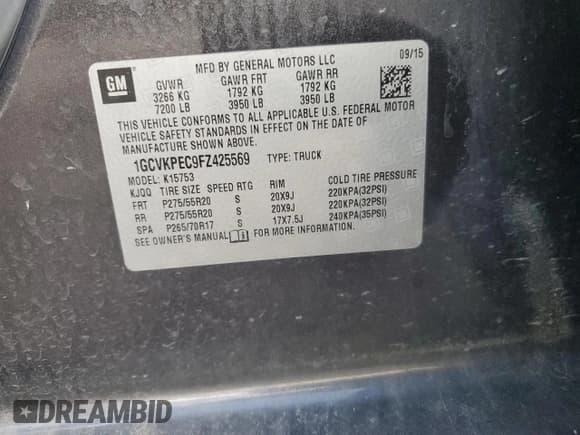 GM
MFD BY GENERAL MOTORS LLC
09/15
GVWR GAWR FRT GAWR RR
3266 KG 1792 KG 1792 KG
7200 LB 3950 LB 3950 LB
THIS VEHICLE CONFORMS TO ALL APPLICABLE U.S. FEDERAL MOTOR
VEHICLE SAFETY STANDARDS IN EFFECT ON THE DATE OF
MANUFACTURE SHOWN ABOVE.
1GCVKPEC9FZ425569 TYPE: TRUCK
MODEL: K15753
KJQQ TIRE SIZE SPEED RTG RIM COLD TIRE PRESSURE
FRT P275/55R20 S 20X9J 220KPA(32PSI)
RR P275/55R20 S 20X9J 220KPA(32PSI)
SPA P265/70R17 S 17X7.5J 240KPA(35PSI)
SEE OWNER'S MANUAL FOR MORE INFORMATION.
DREAMBID